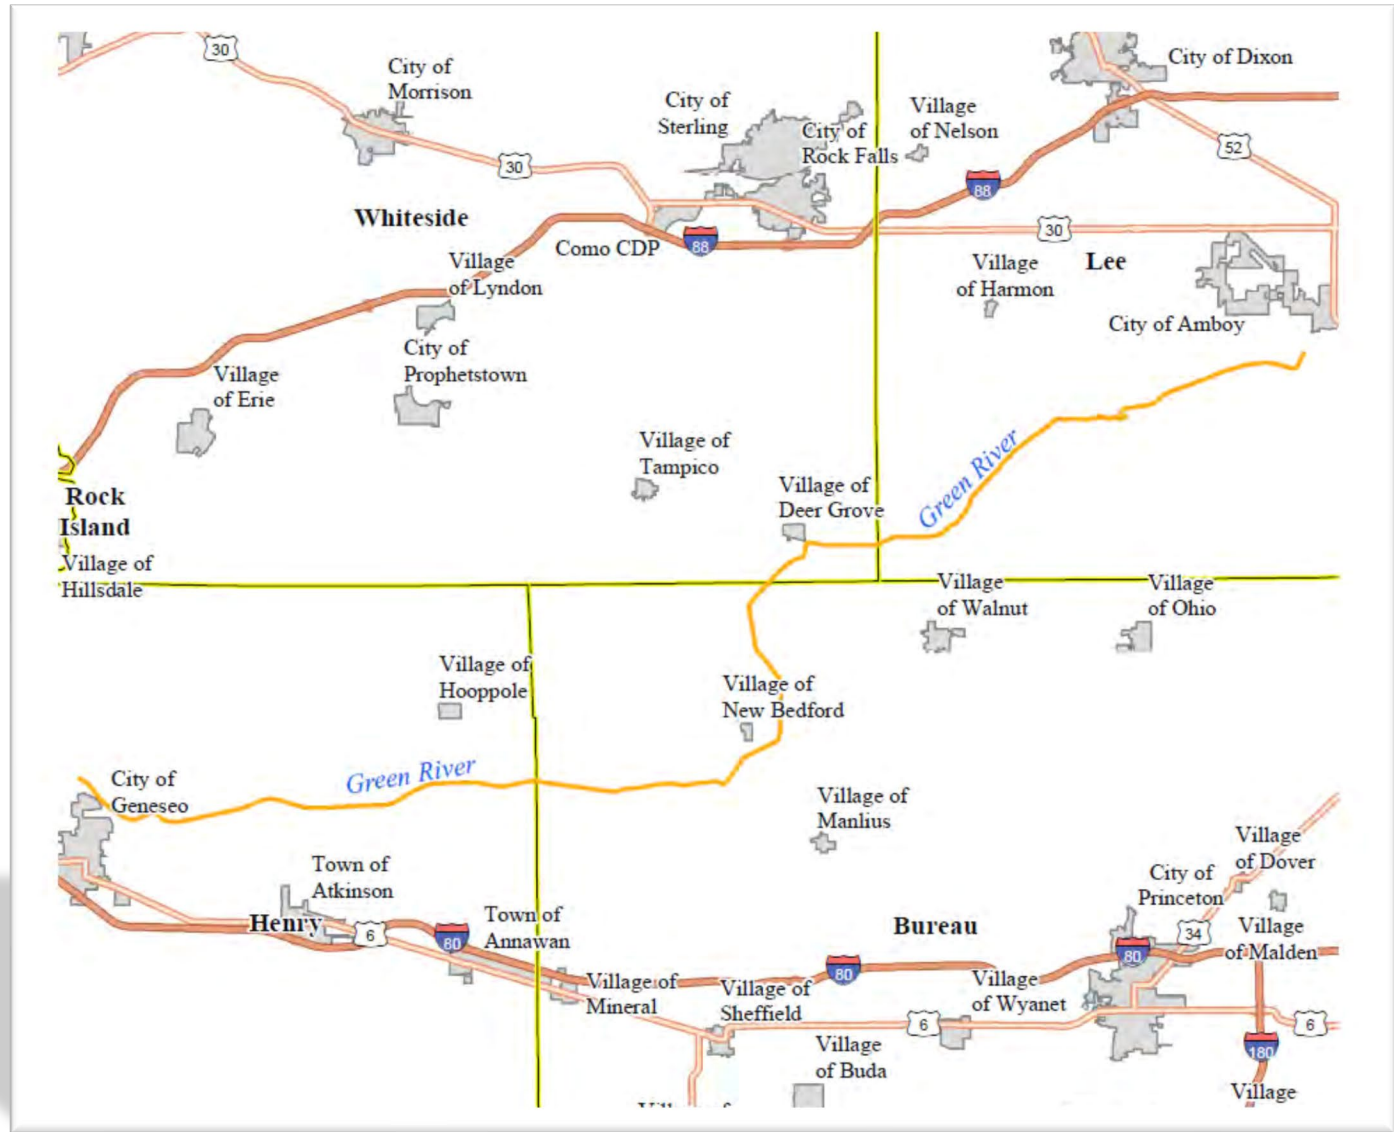 30
City of
Morrison
City of
Sterling
City of
Rock Falls
Village
of Nelson
City of Dixon
52
30
88
Whiteside
Como CDP
88
30
Village
of Lyndon
Village
of Harmon
Lee
City of Amboy
City of
Prophetstown
Village
of Erie
Village of
Tampico
Green River
Village of
Deer Grove
Rock
Island
Village of
Hillsdale
Village
of Walnut
Village
of Ohio
Village of
Hooppole
Village of
New Bedford
Green River
City of
Geneseo
Village of
Manlius
Village
of Dover
Town of
Atkinson
City of
Princeton
Henry
6
80
Town of
Annawan
Bureau
34
Village
of Malden
80
80
Village of
Mineral
Village of
Sheffield
Village
of Wyanet
6
6
Village
of Buda
180
Village